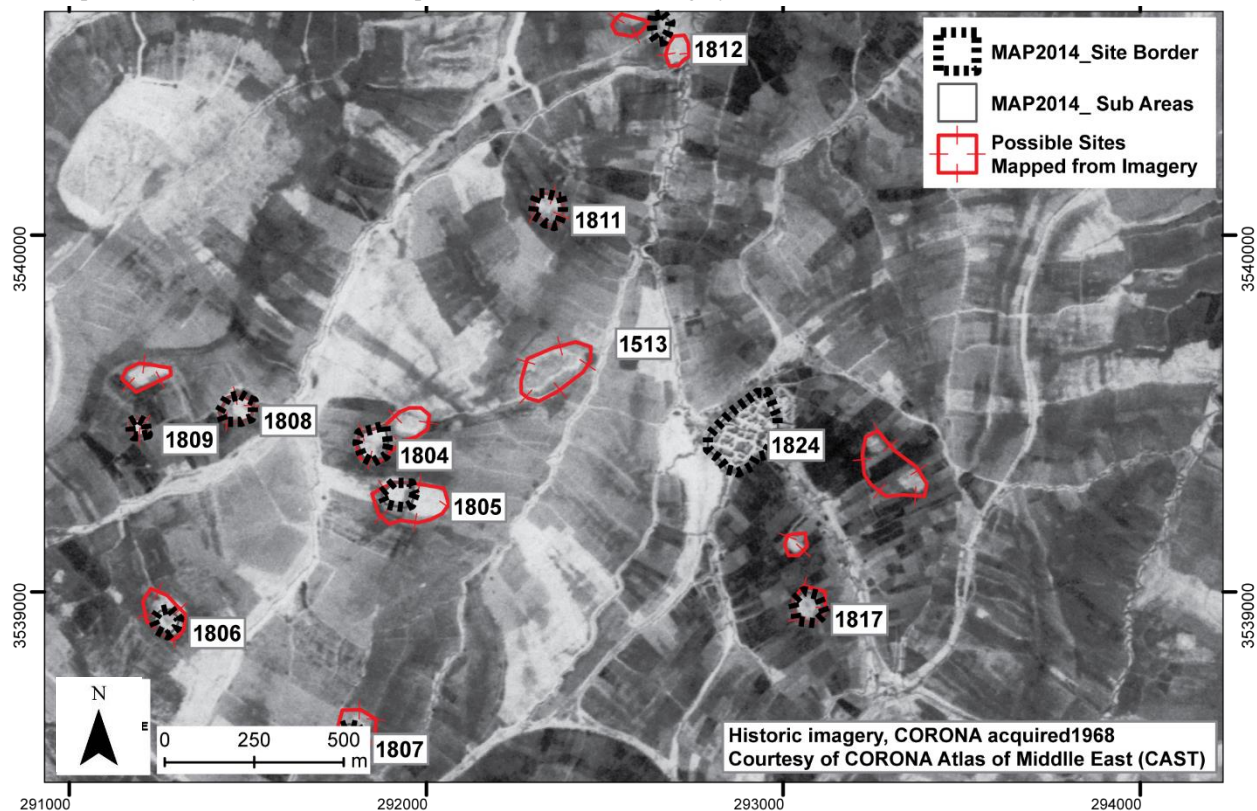 1812
MAP2014_Site Border
MAP2014_ Sub Areas
Possible Sites
Mapped from Imagery
1811
3540000
3540000
1513
1809
1808
1804
1824
1805
3539000
3539000
1806
1817
N
E
0 250 500
m
1807
Historic imagery, CORONA acquired1968
Courtesy of CORONA Atlas of Middlle East (CAST)
291000
292000
293000
294000